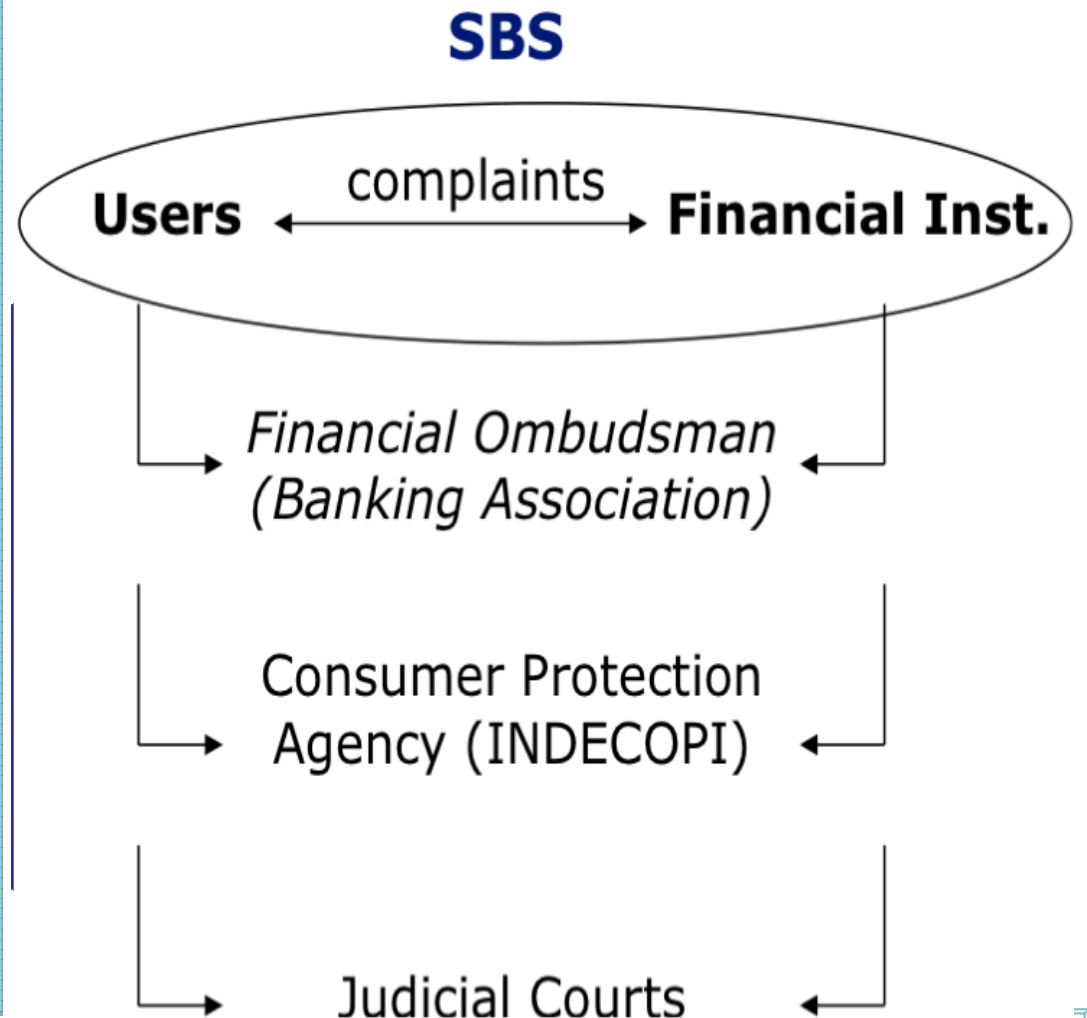 SBS
complaints
Users
Financial Inst.
Financial Ombudsman
(Banking Association)
Consumer Protection
Agency (INDECOPI)
Judicial Courts